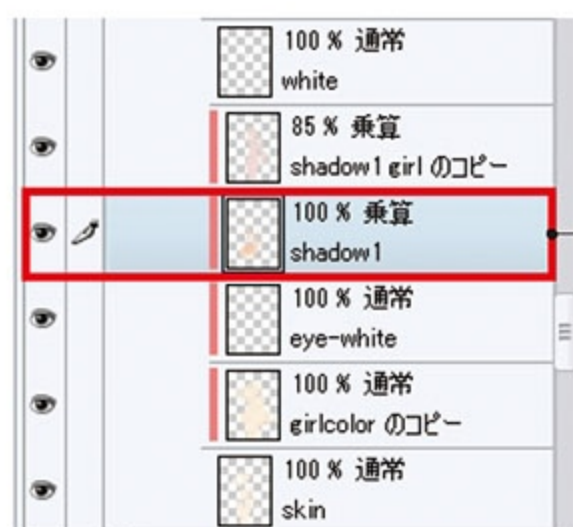 100 % 通常
white
85 % 乗算
shadow1 girl のコピー
100 % 乗算
shadow1
100 % 通常
eye-white
100 % 通常
girlcolor のコピー
100 % 通常
skin